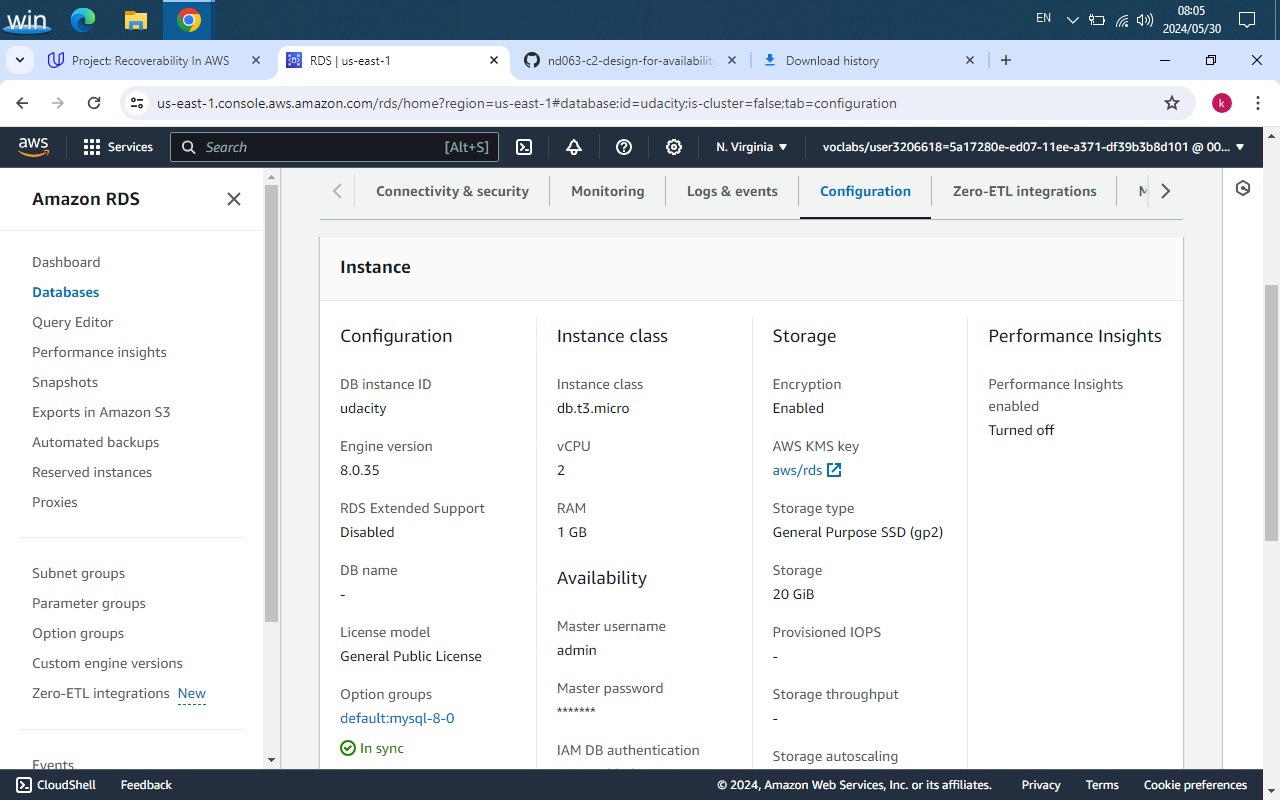 win
EN
08:05
2024/05/30
Project: Recoverability In AWS
RDS | us-east-1
nd063-c2-design-for-availability
Download history
us-east-1.console.aws.amazon.com/rds/home?region=us-east-1#database:id=udacity;is-cluster=false;tab=configuration
k
aws
Services
Search
[Alt+S]
N. Virginia
voclabs/user3206618=5a17280e-ed07-11ee-a371-df39b3b8d101 @ 00...
Amazon RDS
Dashboard
Databases
Query Editor
Performance insights
Snapshots
Exports in Amazon S3
Automated backups
Reserved instances
Proxies
Subnet groups
Parameter groups
Option groups
Custom engine versions
Zero-ETL integrations New
Events
Connectivity & security
Monitoring
Logs & events
Configuration
Zero-ETL integrations
Instance
Configuration
DB instance ID
udacity
Engine version
8.0.35
RDS Extended Support
Disabled
DB name
-
License model
General Public License
Option groups
default:mysql-8-0
In sync
Instance class
Instance class
db.t3.micro
vCPU
2
RAM
1 GB
Availability
Master username
admin
Master password
*******
IAM DB authentication
Storage
Encryption
Enabled
AWS KMS key
aws/rds
Storage type
General Purpose SSD (gp2)
Storage
20 GiB
Provisioned IOPS
-
Storage throughput
-
Storage autoscaling
Performance Insights
Performance Insights
enabled
Turned off
CloudShell
Feedback
© 2024, Amazon Web Services, Inc. or its affiliates.
Privacy
Terms
Cookie preferences